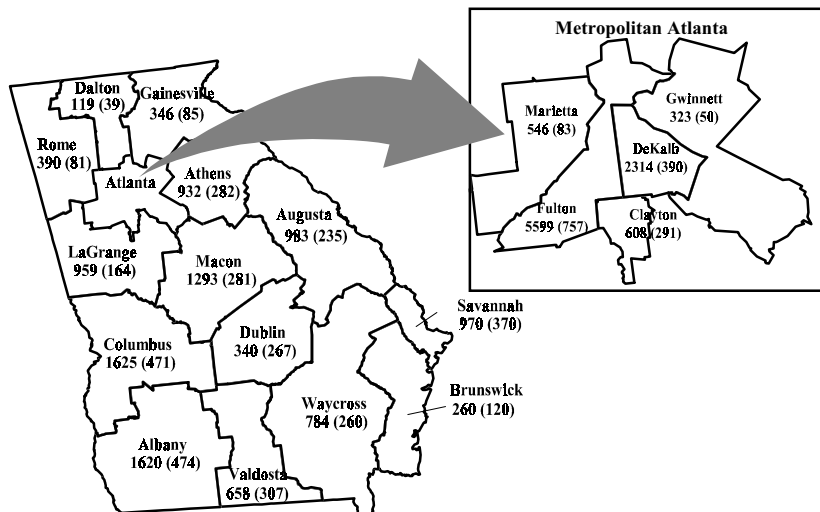 Metropolitan Atlanta
Dalton
119 (39)
Gainesville
346 (85)
Rome
390 (81)
Atlanta
Athens
932 (282)
Augusta
983 (235)
LaGrange
959 (164)
Macon
1293 (281)
Columbus
1625 (471)
Dublin
340 (267)
Savannah
970 (370)
Waycross
784 (260)
Brunswick
260 (120)
Albany
1620 (474)
Valdosta
658 (307)
Marietta
546 (83)
Gwinnett
323 (50)
DeKalb
2314 (390)
Fulton
5599 (757)
Clayton
608 (291)